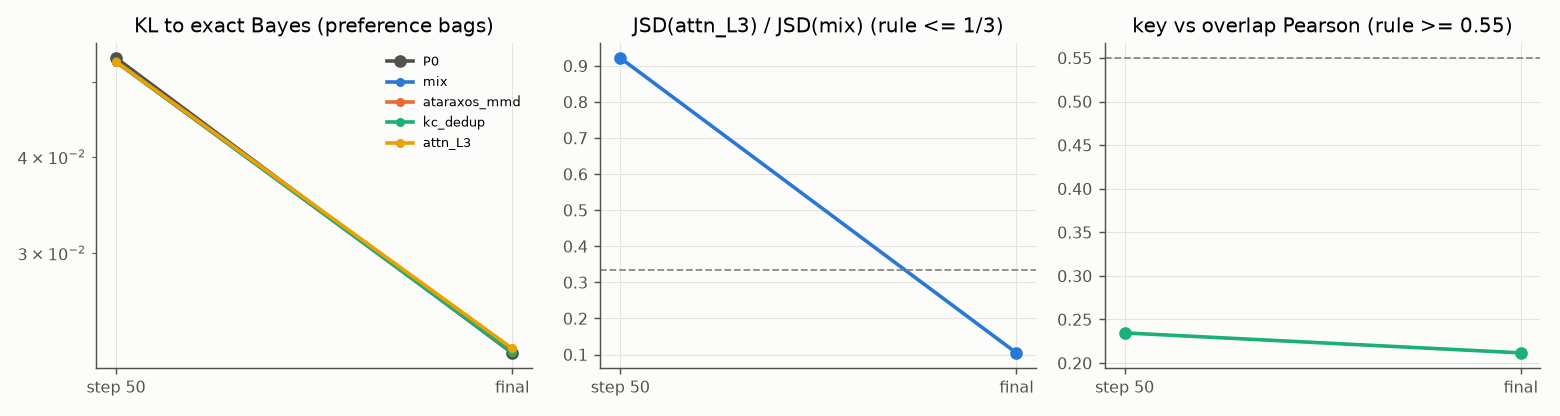 KL to exact Bayes (preference bags)
P0
mix
ataraxos_mmd
kc_dedup
attn_L3
4 × 10⁻²
3 × 10⁻²
step 50
final
JSD(attn_L3) / JSD(mix) (rule <= 1/3)
0.9
0.8
0.7
0.6
0.5
0.4
0.3
0.2
0.1
step 50
final
key vs overlap Pearson (rule >= 0.55)
0.55
0.50
0.45
0.40
0.35
0.30
0.25
0.20
step 50
final